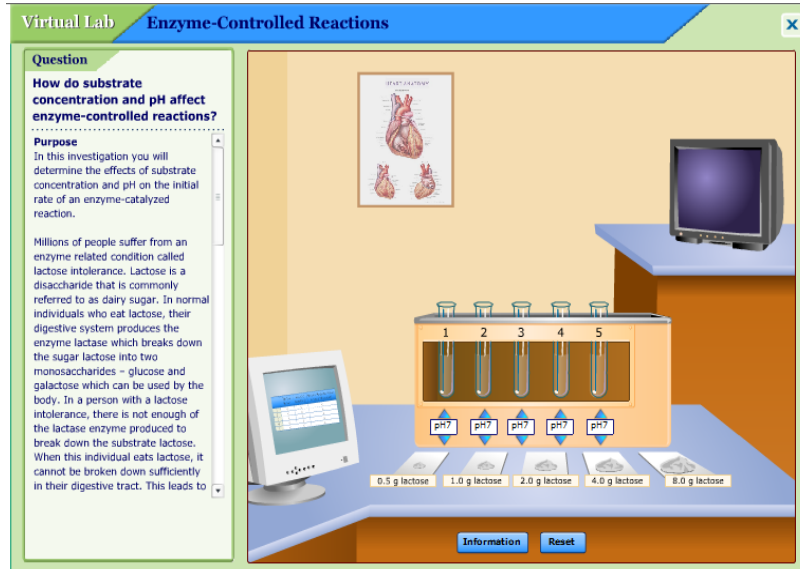 Virtual Lab
Enzyme-Controlled Reactions
X
Question
How do substrate
concentration and pH affect
enzyme-controlled reactions?
Purpose
In this investigation you will
determine the effects of substrate
concentration and pH on the initial
rate of an enzyme-catalyzed
reaction.
Millions of people suffer from an
enzyme related condition called
lactose intolerance. Lactose is a
disaccharide that is commonly
referred to as dairy sugar. In normal
individuals who eat lactose, their
digestive system produces the
enzyme lactase which breaks down
the sugar lactose into two
monosaccharides – glucose and
galactose which can be used by the
body. In a person with a lactose
intolerance, there is not enough of
the lactase enzyme produced to
break down the substrate lactose.
When this individual eats lactose, it
cannot be broken down sufficiently
in their digestive tract. This leads to
HEART ANATOMY
1 2 3 4 5
pH7 pH7 pH7 pH7 pH7
0.5 g lactose 1.0 g lactose 2.0 g lactose 4.0 g lactose 8.0 g lactose
Information Reset